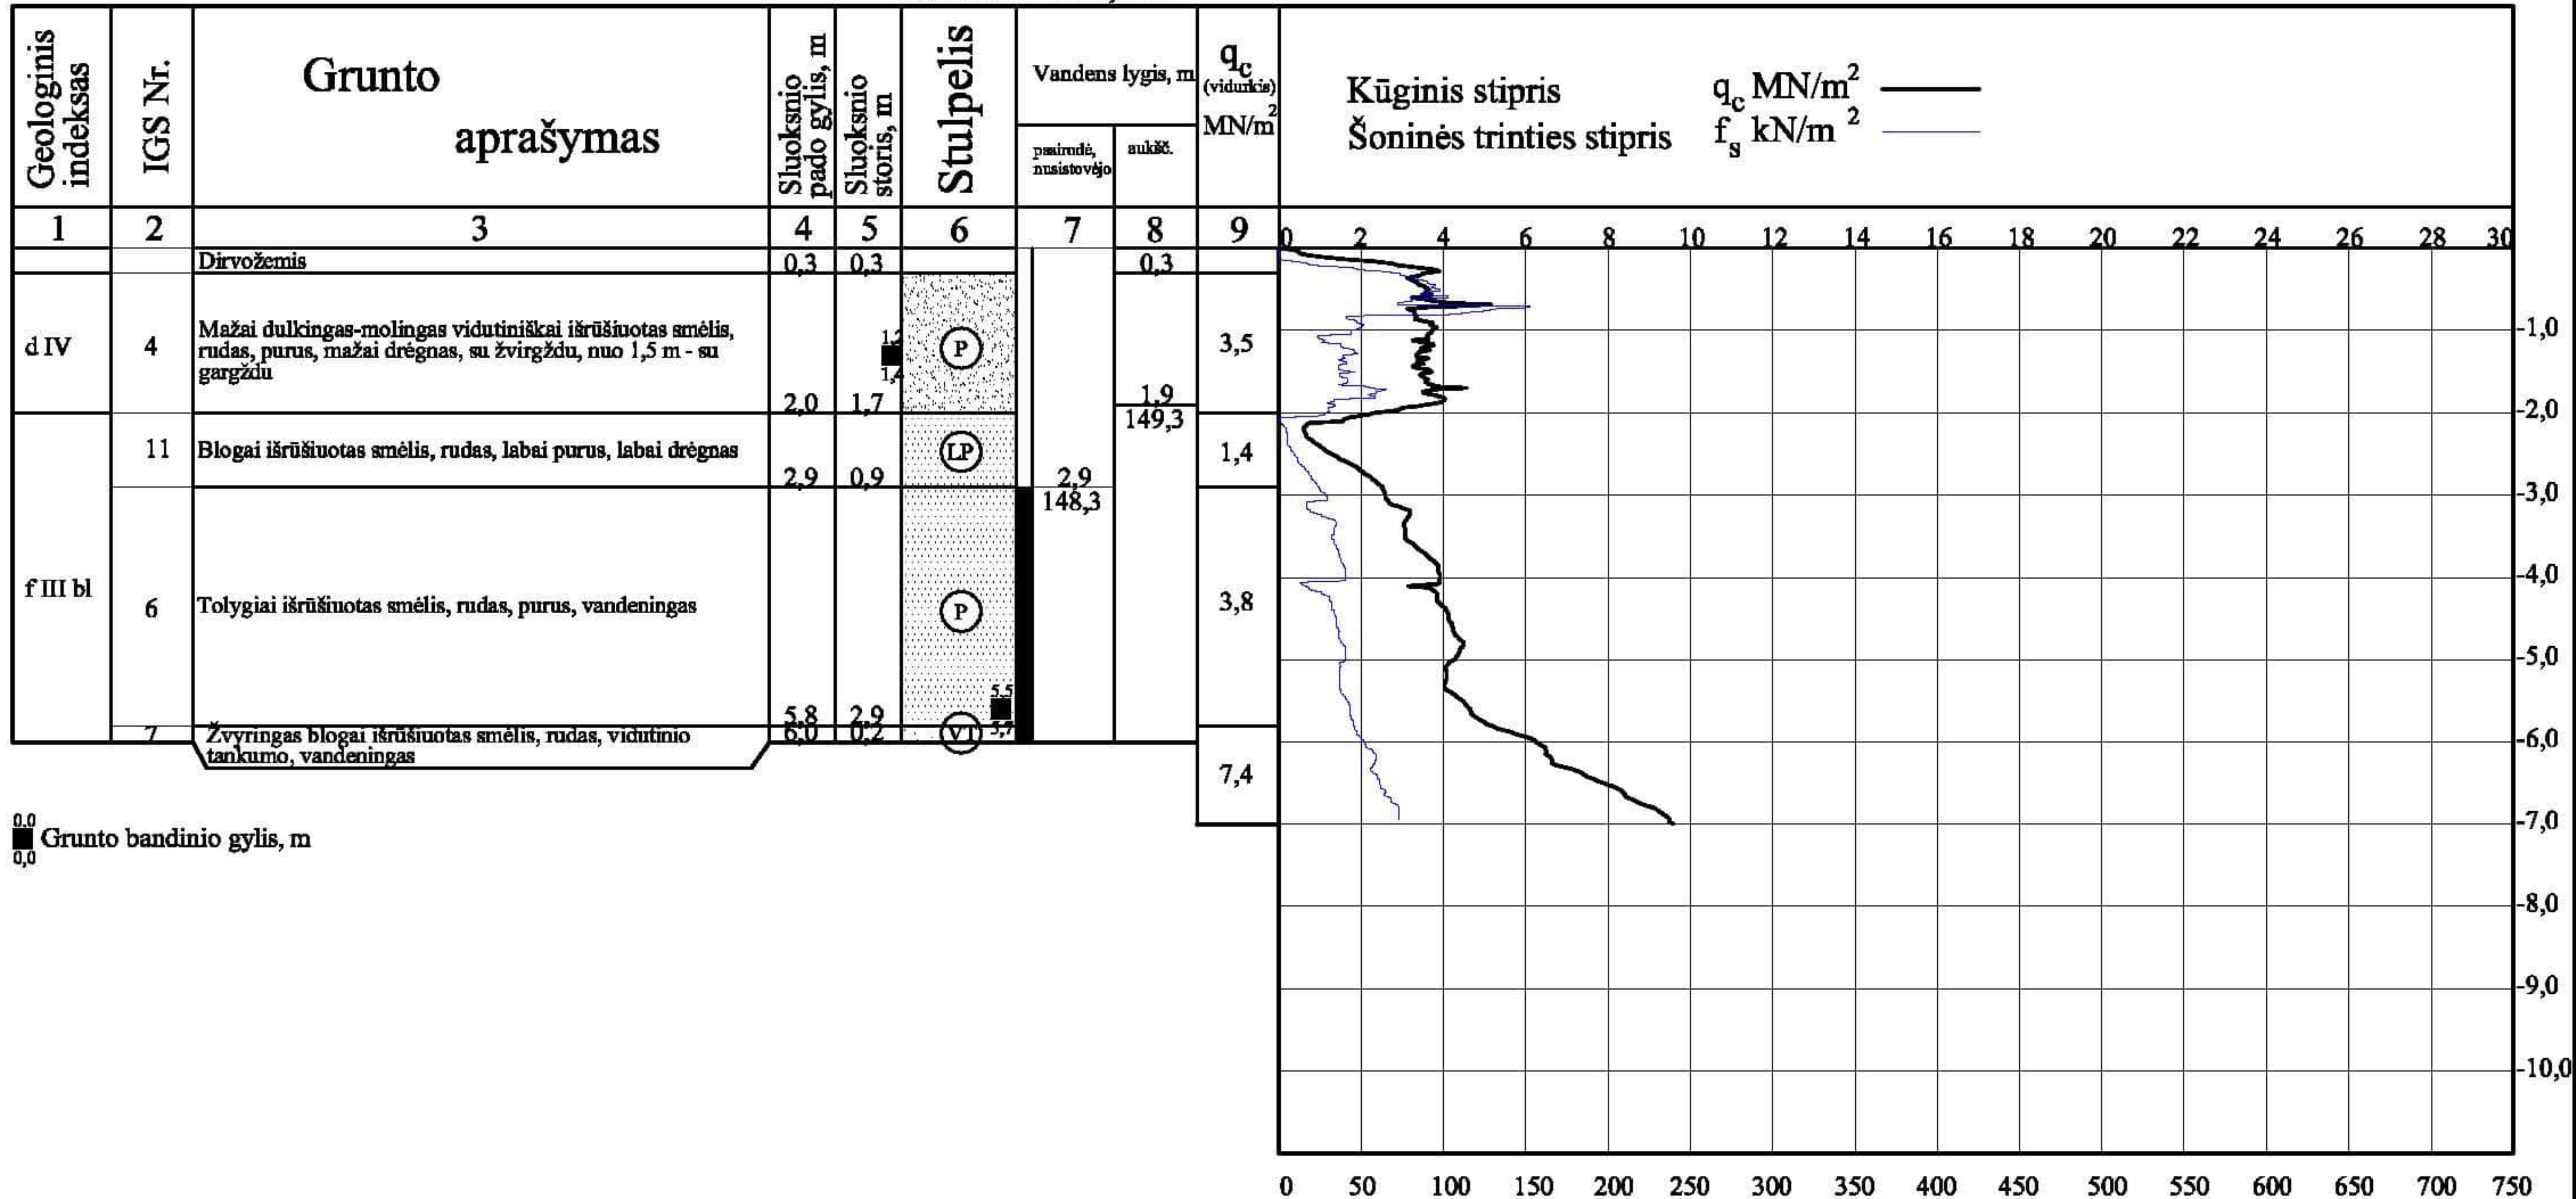 Geologinis indeksas
IGS Nr.
Grunto
aprašymas
Sluoksnio pado gylis, m
Sluoksnio storis, m
Stulpelis
Vandens lygis, m
pasirodė, nusistovėjo
aukšč.
qc
(vidurkis)
MN/m2
Kūginis stipris qc MN/m2
Šoninės trinties stipris fs kN/m2
1 2 3 4 5 6 7 8 9
0 2 4 6 8 10 12 14 16 18 20 22 24 26 28 30
Dirvožemis 0,3 0,3 0,3
d IV 4
Mažai dulkingas-molingas vidutiniškai išrūšiuotas smėlis,
rudas, purus, mažai drėgnas, su žvirgždu, nuo 1,5 m - su
gargždu
2,0 1,7
1,4
P
1,9
149,3
3,5
11 Blogai išrūšiuotas smėlis, rudas, labai purus, labai drėgnas
2,9 0,9
LP
2,9
148,3
1,4
f III bl
6 Tolygiai išrūšiuotas smėlis, rudas, purus, vandeningas
5,8 2,9
P
5,5
5,7
3,8
7 Žvyringas blogai išrūšiuotas smėlis, rudas, vidutinio
tankumo, vandeningas
6,0 0,2
VT
7,4
-1,0
-2,0
-3,0
-4,0
-5,0
-6,0
-7,0
-8,0
-9,0
-10,0
0,0
Grunto bandinio gylis, m
0,0
0 50 100 150 200 250 300 350 400 450 500 550 600 650 700 750